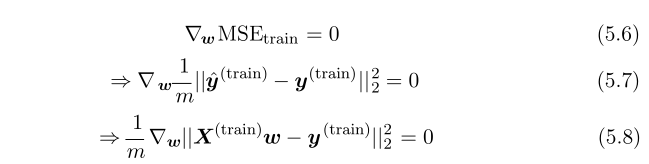 ∇_w MSE_train = 0 (5.6)
⇒ ∇_w 1/m ||ŷ^(train) − y^(train)||_2^2 = 0 (5.7)
⇒ 1/m ∇_w ||X^(train) w − y^(train)||_2^2 = 0 (5.8)